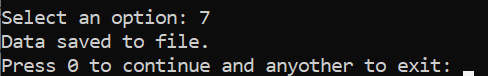 Select an option: 7
Data saved to file.
Press 0 to continue and anyother to exit: